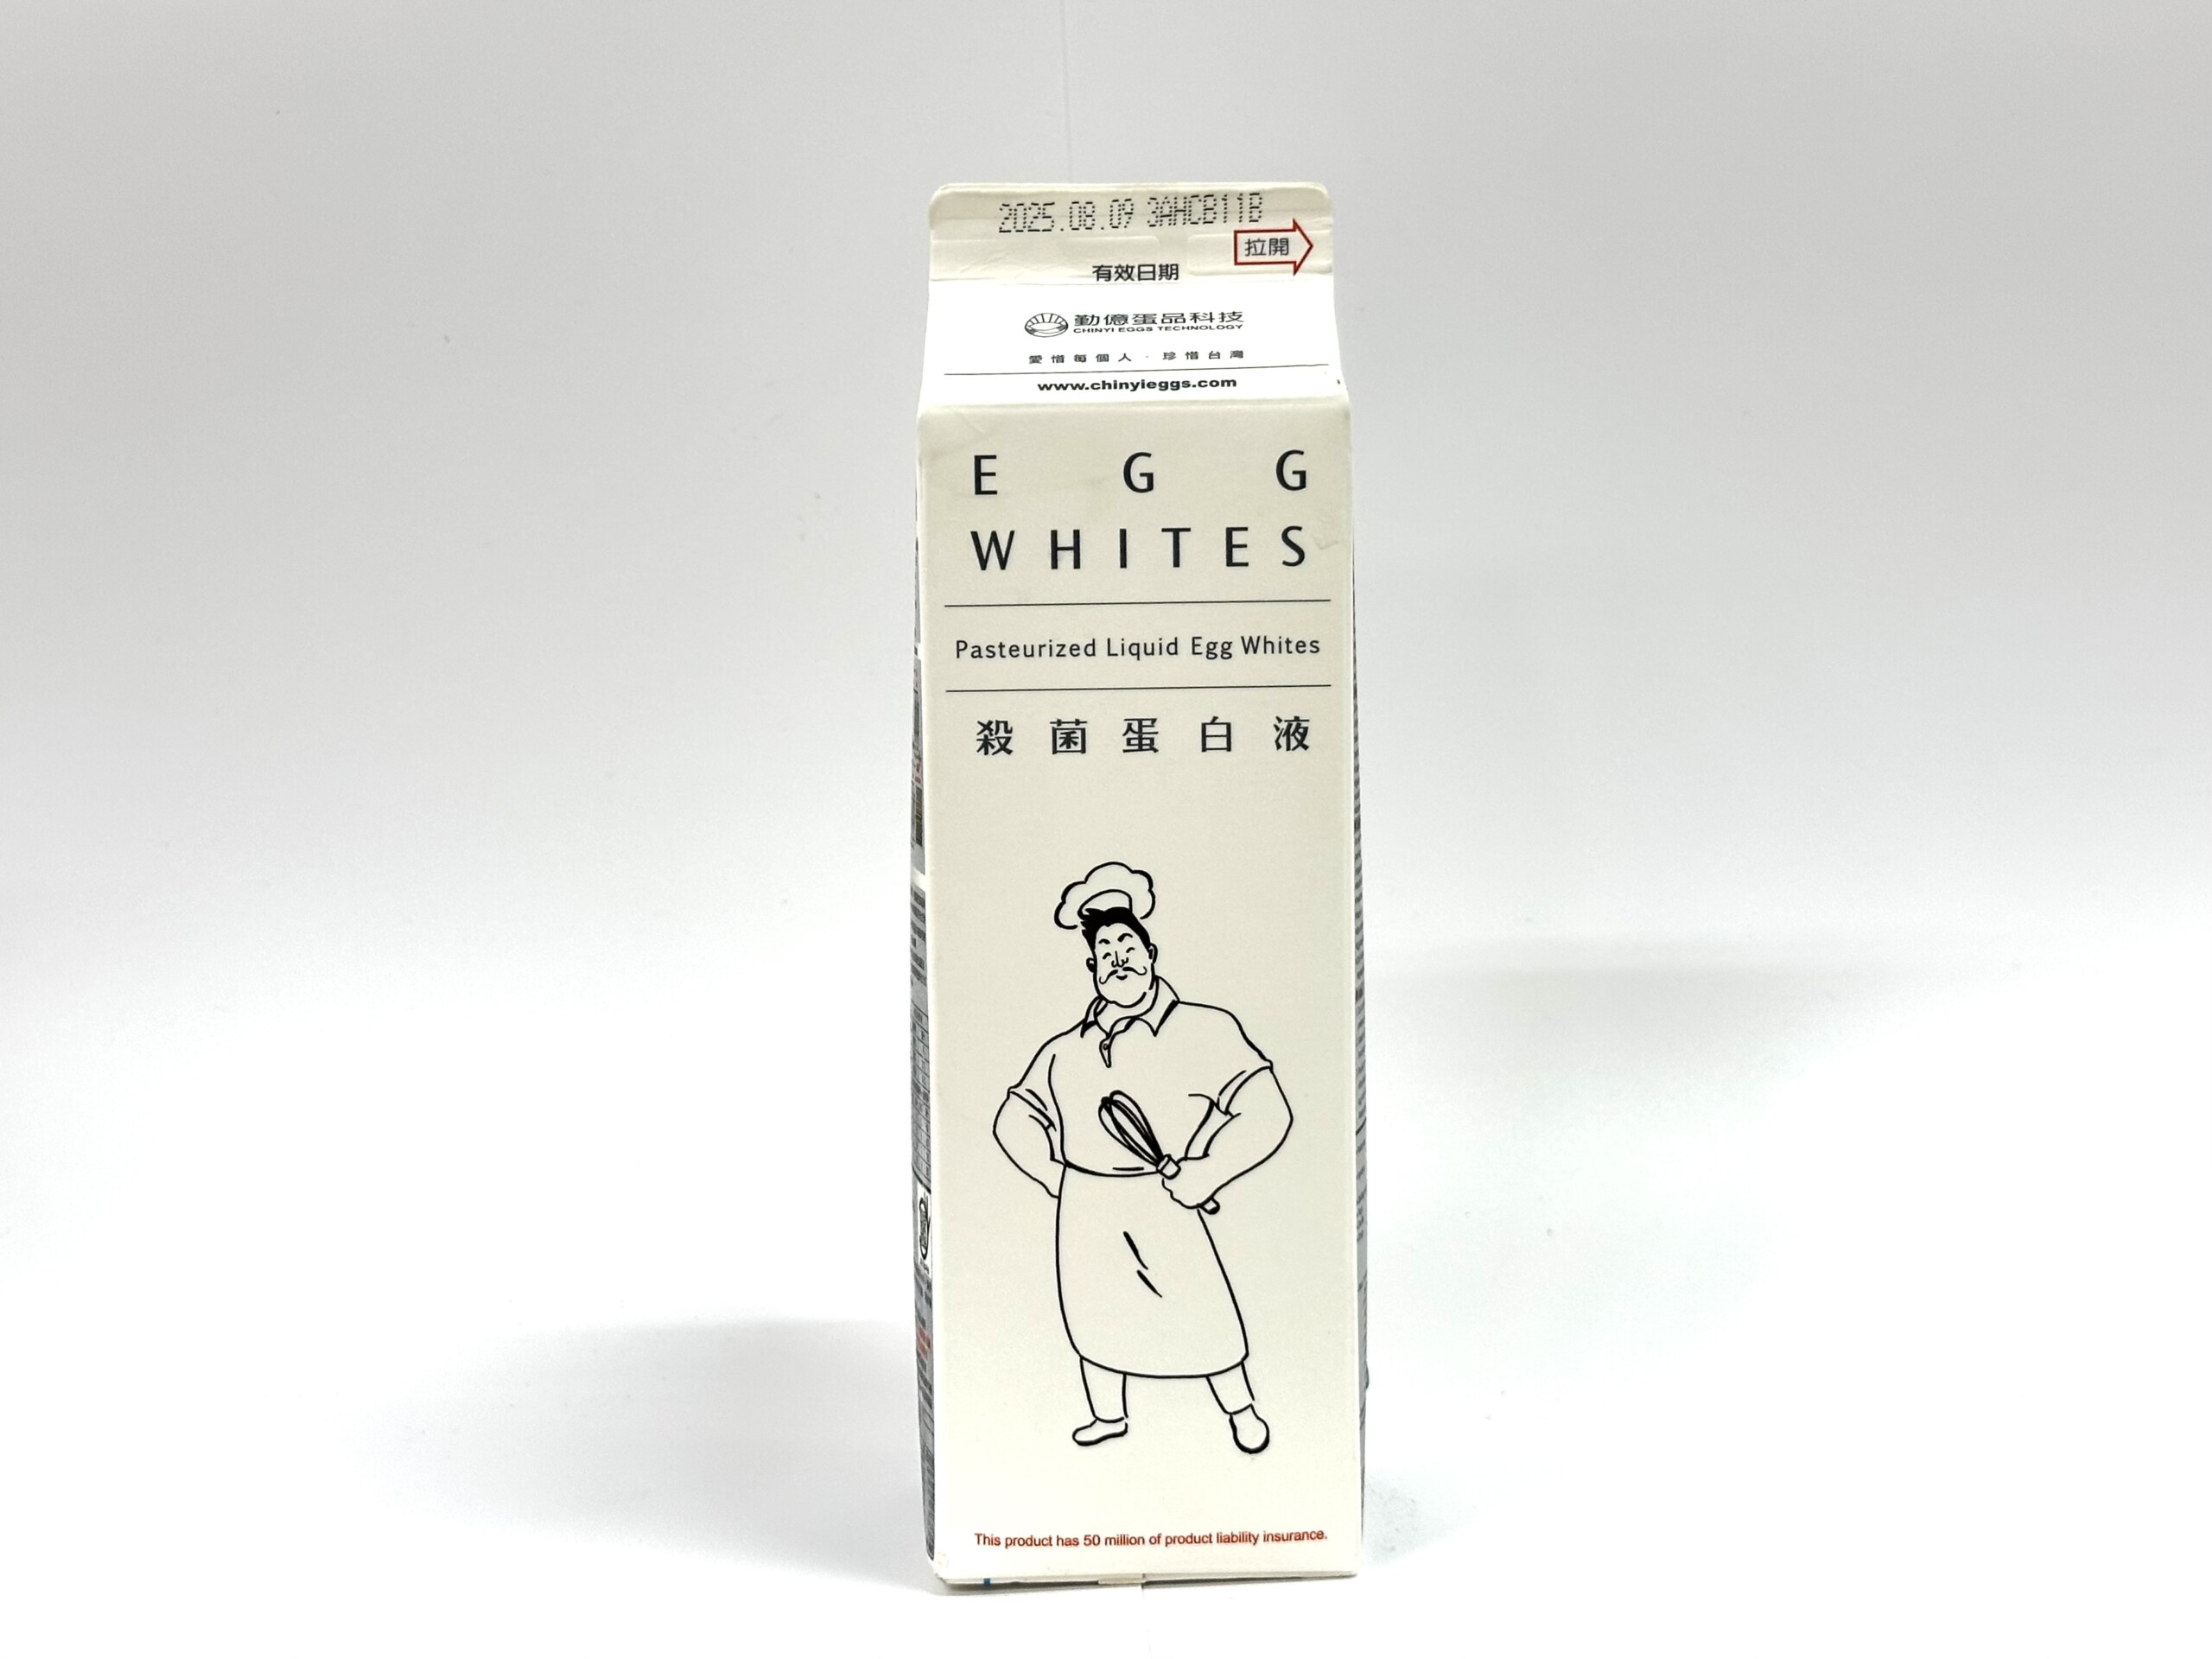 2025.08.09 3AHCB11B
拉開
有效日期
勤億蛋品科技
CHINYI EGGS TECHNOLOGY
愛惜每個人·珍惜台灣
www.chinyieggs.com
EGG
WHITES
Pasteurized Liquid Egg Whites
殺菌蛋白液
This product has 50 million of product liability insurance.